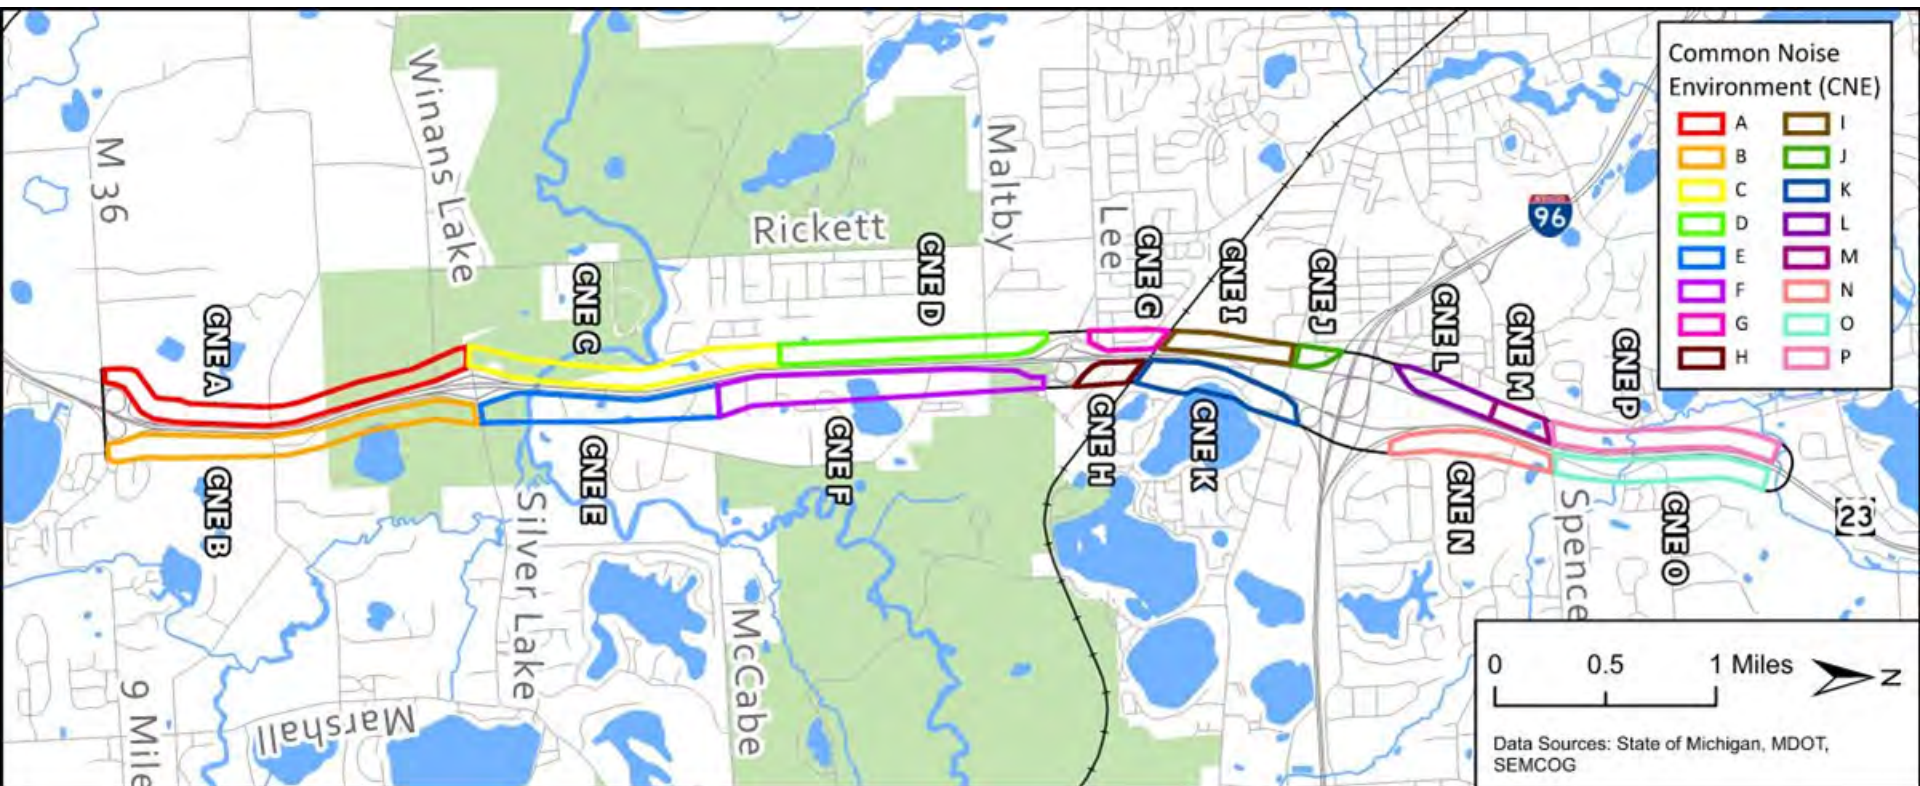 Common Noise
Environment (CNE)
A
I
B
J
C
K
D
L
E
M
F
N
G
O
H
P
M 36
Winans Lake
Rickett
Maltby
Lee
INTERSTATE
96
CNE A
CNE B
CNE C
CNE D
CNE E
CNE F
CNE G
CNE H
CNE I
CNE J
CNE K
CNE L
CNE M
CNE N
CNE O
CNE P
23
9 Mile
Marshall
Silver Lake
McCabe
Spence
0 0.5 1 Miles
N
Data Sources: State of Michigan, MDOT,
SEMCOG